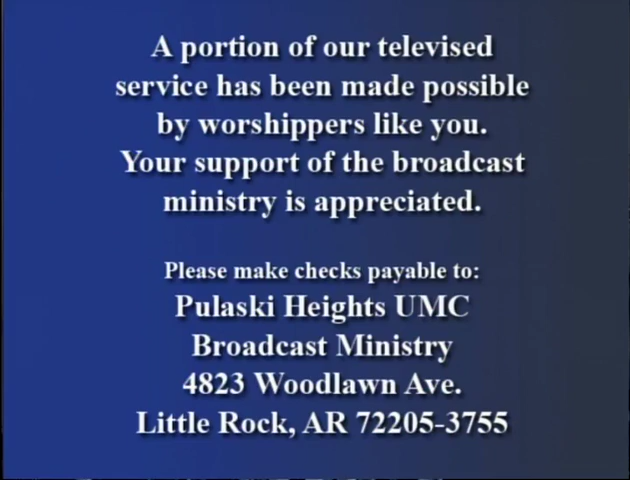 A portion of our televised
service has been made possible
by worshippers like you.
Your support of the broadcast
ministry is appreciated.
Please make checks payable to:
Pulaski Heights UMC
Broadcast Ministry
4823 Woodlawn Ave.
Little Rock, AR 72205-3755